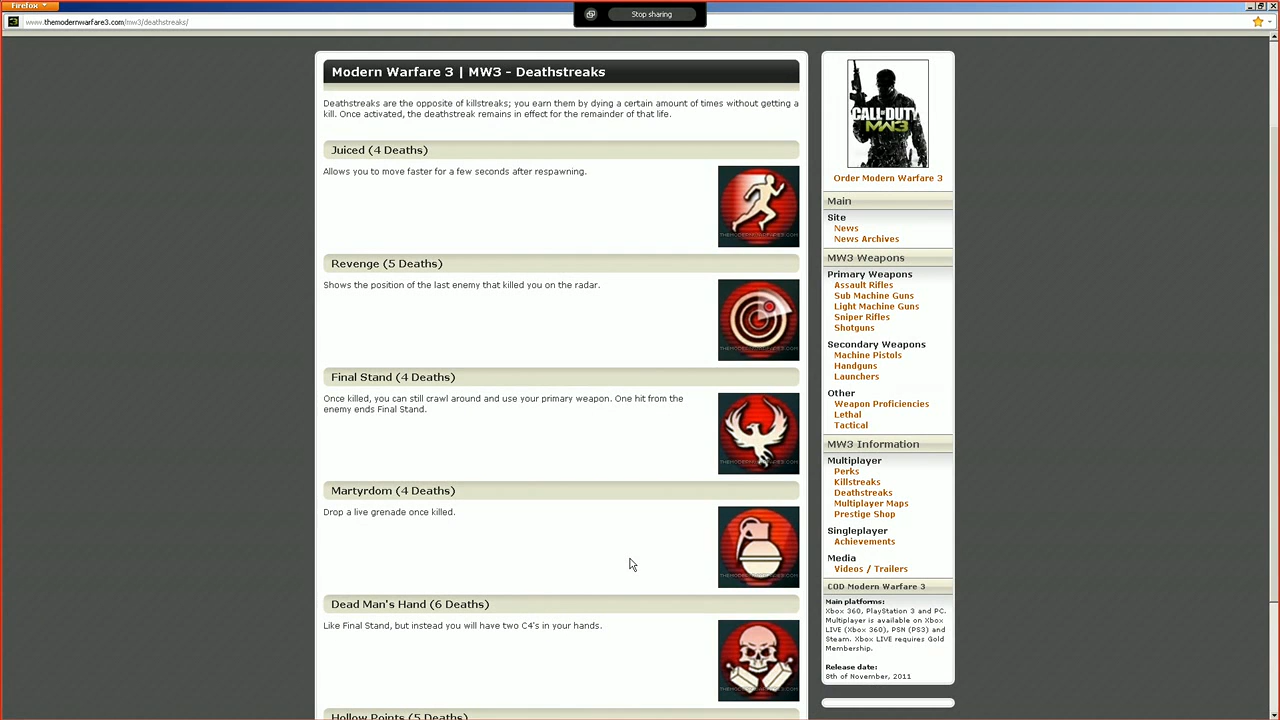 Firefox
Stop sharing
www.themodernwarfare3.com/mw3/deathstreaks/
Modern Warfare 3 | MW3 - Deathstreaks
Deathstreaks are the opposite of killstreaks; you earn them by dying a certain amount of times without getting a
kill. Once activated, the deathstreak remains in effect for the remainder of that life.
Juiced (4 Deaths)
Allows you to move faster for a few seconds after respawning.
THEMODERNWARFARE3.COM
Revenge (5 Deaths)
Shows the position of the last enemy that killed you on the radar.
THEMODERNWARFARE3.COM
Final Stand (4 Deaths)
Once killed, you can still crawl around and use your primary weapon. One hit from the
enemy ends Final Stand.
THEMODERNWARFARE3.COM
Martyrdom (4 Deaths)
Drop a live grenade once killed.
THEMODERNWARFARE3.COM
Dead Man's Hand (6 Deaths)
Like Final Stand, but instead you will have two C4's in your hands.
THEMODERNWARFARE3.COM
Hollow Points (5 Deaths)
CALL OF DUTY
MW3
Order Modern Warfare 3
Main
Site
News
News Archives
MW3 Weapons
Primary Weapons
Assault Rifles
Sub Machine Guns
Light Machine Guns
Sniper Rifles
Shotguns
Secondary Weapons
Machine Pistols
Handguns
Launchers
Other
Weapon Proficiencies
Lethal
Tactical
MW3 Information
Multiplayer
Perks
Killstreaks
Deathstreaks
Multiplayer Maps
Prestige Shop
Singleplayer
Achievements
Media
Videos / Trailers
COD Modern Warfare 3
Main platforms:
Xbox 360, PlayStation 3 and PC.
Multiplayer is available on Xbox
LIVE (Xbox 360), PSN (PS3) and
Steam. Xbox LIVE requires Gold
Membership.
Release date:
8th of November, 2011